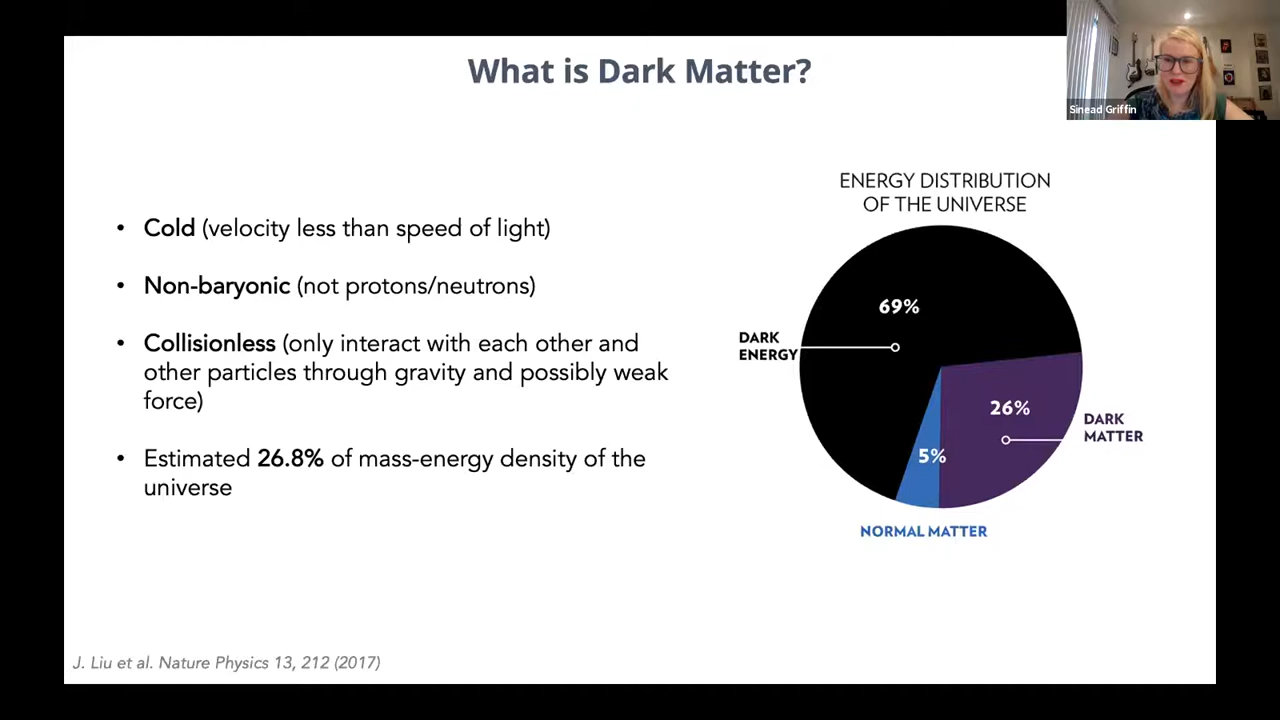 What is Dark Matter?
Sinead Griffin
• Cold (velocity less than speed of light)
• Non-baryonic (not protons/neutrons)
• Collisionless (only interact with each other and
other particles through gravity and possibly weak
force)
• Estimated 26.8% of mass-energy density of the
universe
ENERGY DISTRIBUTION
OF THE UNIVERSE
69%
DARK
ENERGY
26%
DARK
MATTER
5%
NORMAL MATTER
J. Liu et al. Nature Physics 13, 212 (2017)